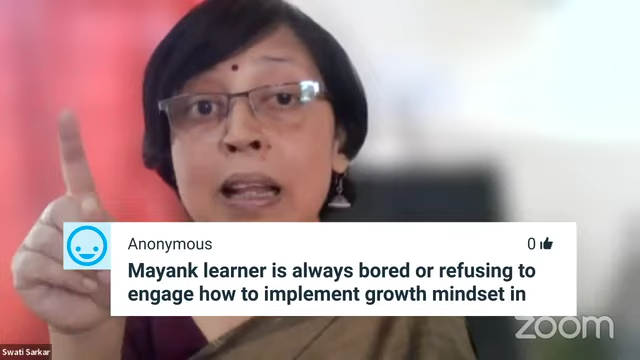 Anonymous
0
Mayank learner is always bored or refusing to
engage how to implement growth mindset in
zoom
Swati Sarkar